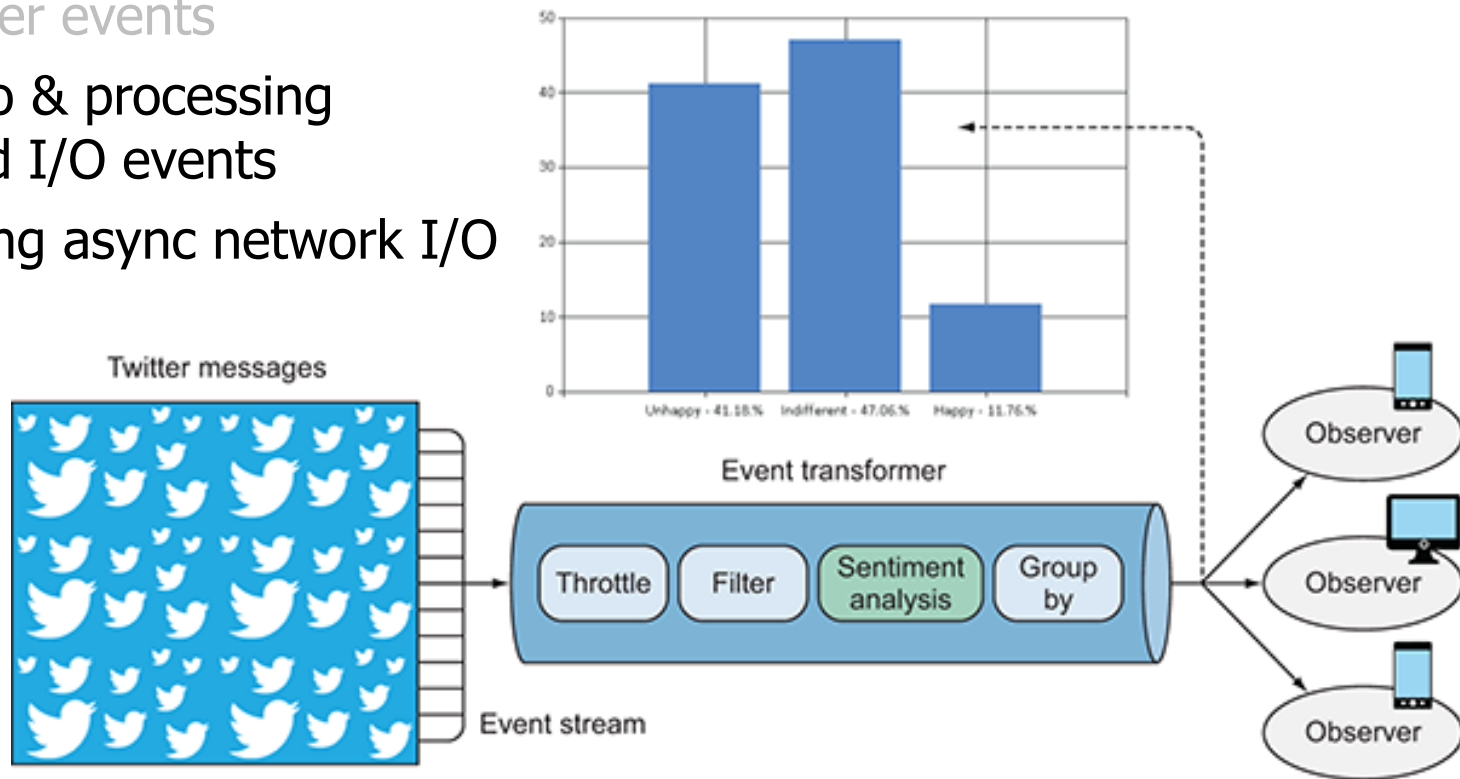 er events
& processing
I/O events
ng async network I/O
50
40
30
20
10
0
Unhappy - 41.18.%
Indifferent - 47.06.%
Happy - 11.76.%
Twitter messages
Event transformer
Throttle
Filter
Sentiment
analysis
Group
by
Event stream
Observer
Observer
Observer